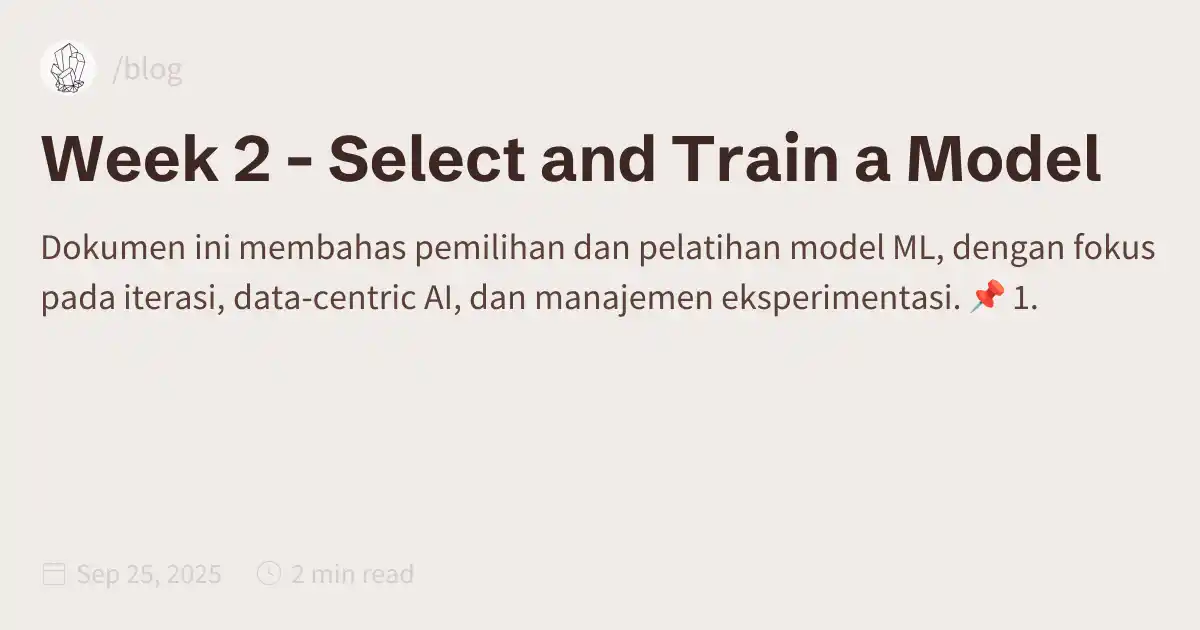 /blog
Week 2 - Select and Train a Model
Dokumen ini membahas pemilihan dan pelatihan model ML, dengan fokus
pada iterasi, data-centric AI, dan manajemen eksperimentasi. 📌 1.
Sep 25, 2025 2 min read